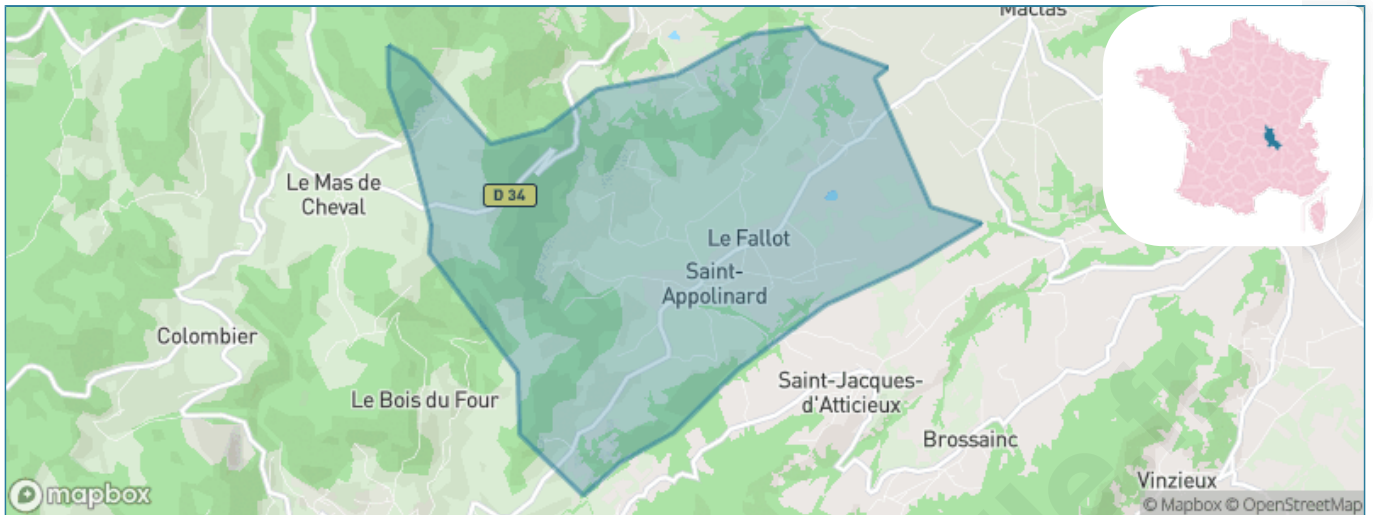 Maclas
Le Mas de
Cheval
D 34
Le Fallot
Saint-
Appolinard
Colombier
Le Bois du Four
Saint-Jacques-
d'Atticieux
Brossainc
Vinzieux
mapbox
© Mapbox © OpenStreetMap